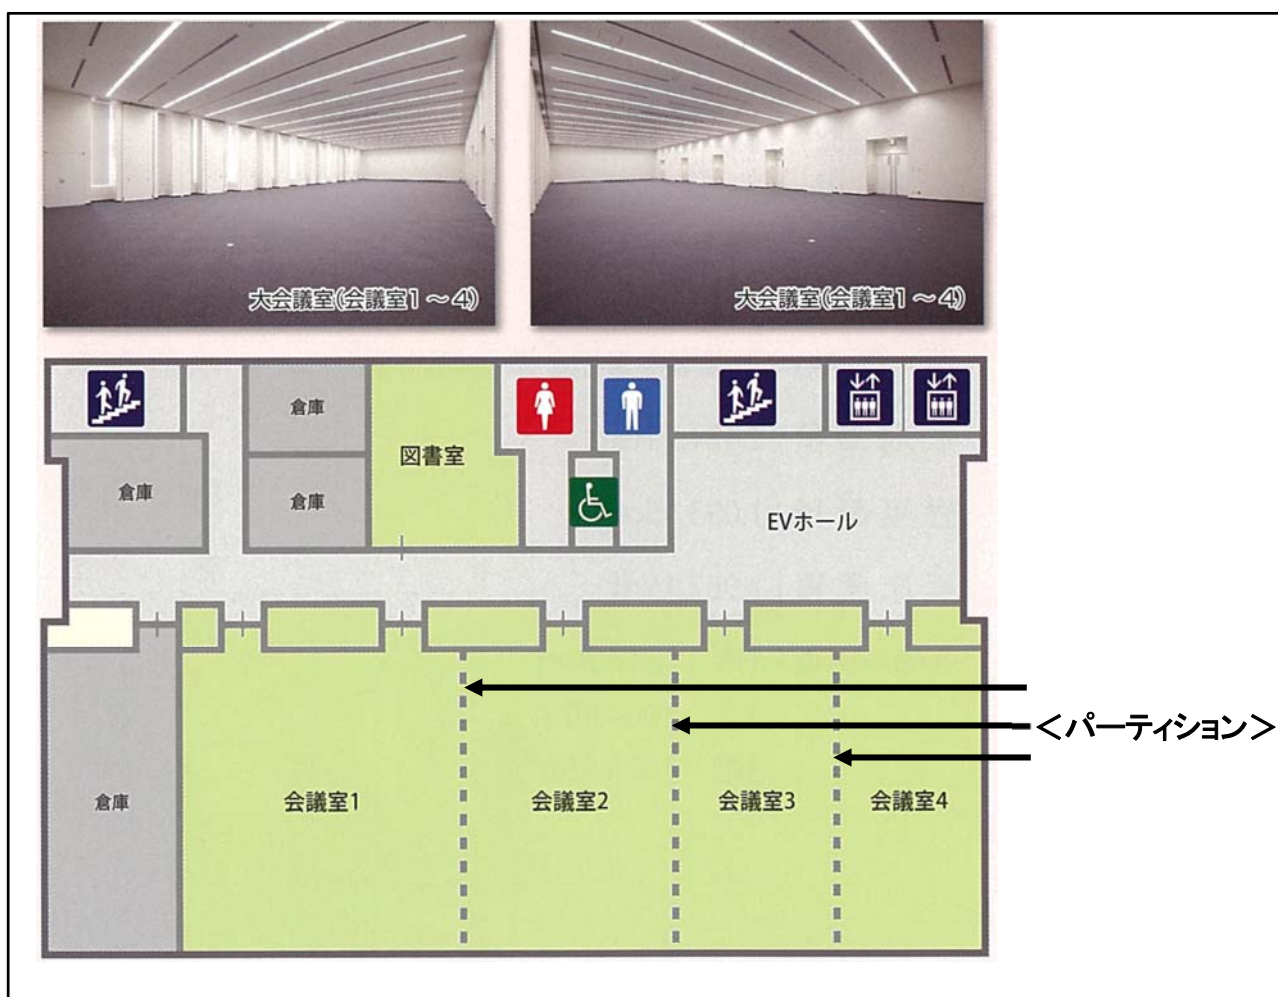 大会議室(会議室1～4)
大会議室(会議室1～4)
倉庫
図書室
倉庫
倉庫
EVホール
＜パーティション＞
倉庫
会議室1
会議室2
会議室3
会議室4